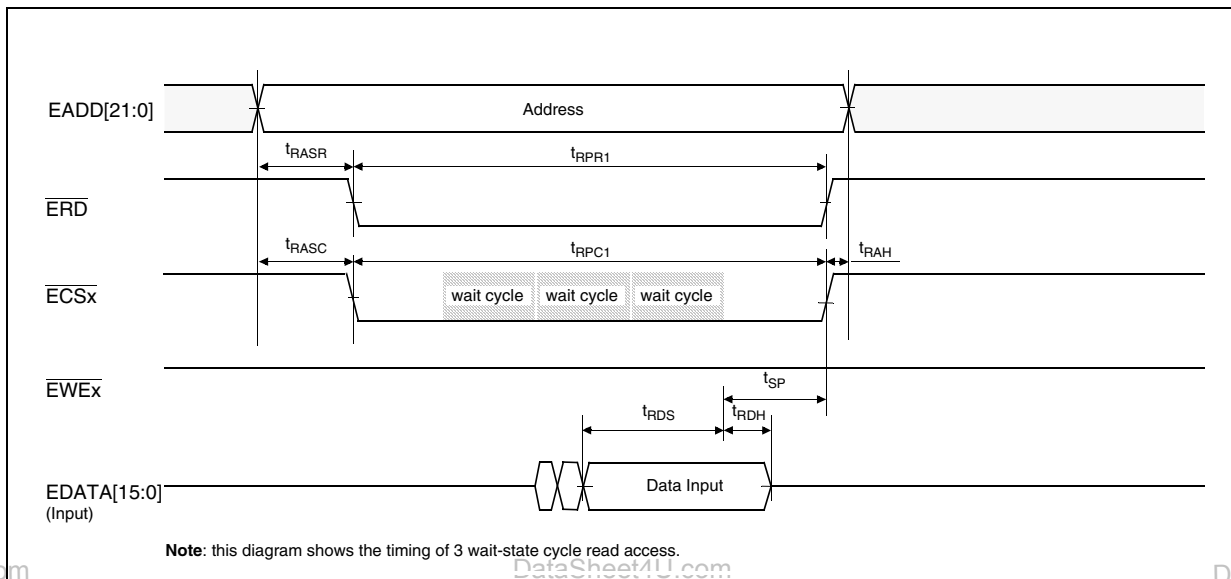 EADD[21:0]
Address
tRASR
tRPR1
ERD
tRASC
tRPC1
tRAH
ECSx
wait cycle wait cycle wait cycle
EWEx
tSP
tRDS
tRDH
EDATA[15:0]
(Input)
Data Input
Note: this diagram shows the timing of 3 wait-state cycle read access.
om DataSheet4U.com D